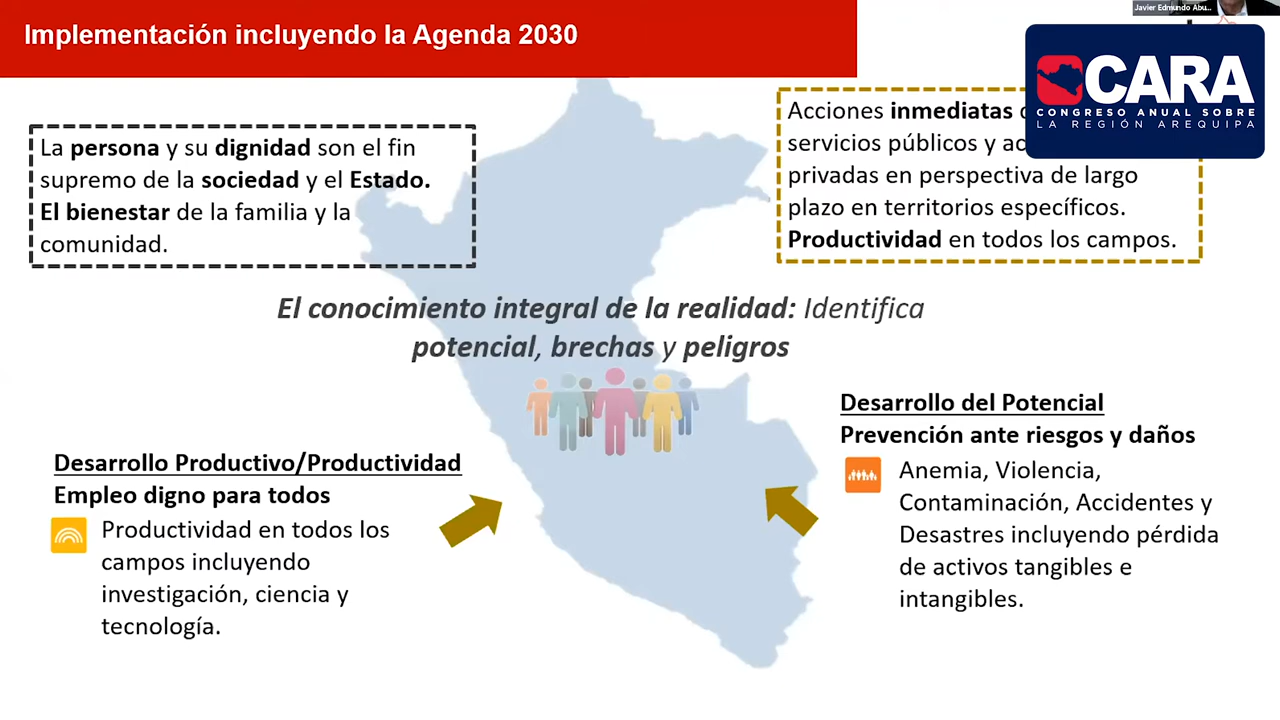 Implementación incluyendo la Agenda 2030
Javier Edmundo Abu...
CARA
CONGRESO ANUAL SOBRE
LA REGIÓN AREQUIPA
La persona y su dignidad son el fin
supremo de la sociedad y el Estado.
El bienestar de la familia y la
comunidad.
Acciones inmediatas
servicios públicos y
privadas en perspectiva de largo
plazo en territorios específicos.
Productividad en todos los campos.
El conocimiento integral de la realidad: Identifica
potencial, brechas y peligros
Desarrollo Productivo/Productividad
Empleo digno para todos
Productividad en todos los
campos incluyendo
investigación, ciencia y
tecnología.
Desarrollo del Potencial
Prevención ante riesgos y daños
Anemia, Violencia,
Contaminación, Accidentes y
Desastres incluyendo pérdida
de activos tangibles e
intangibles.